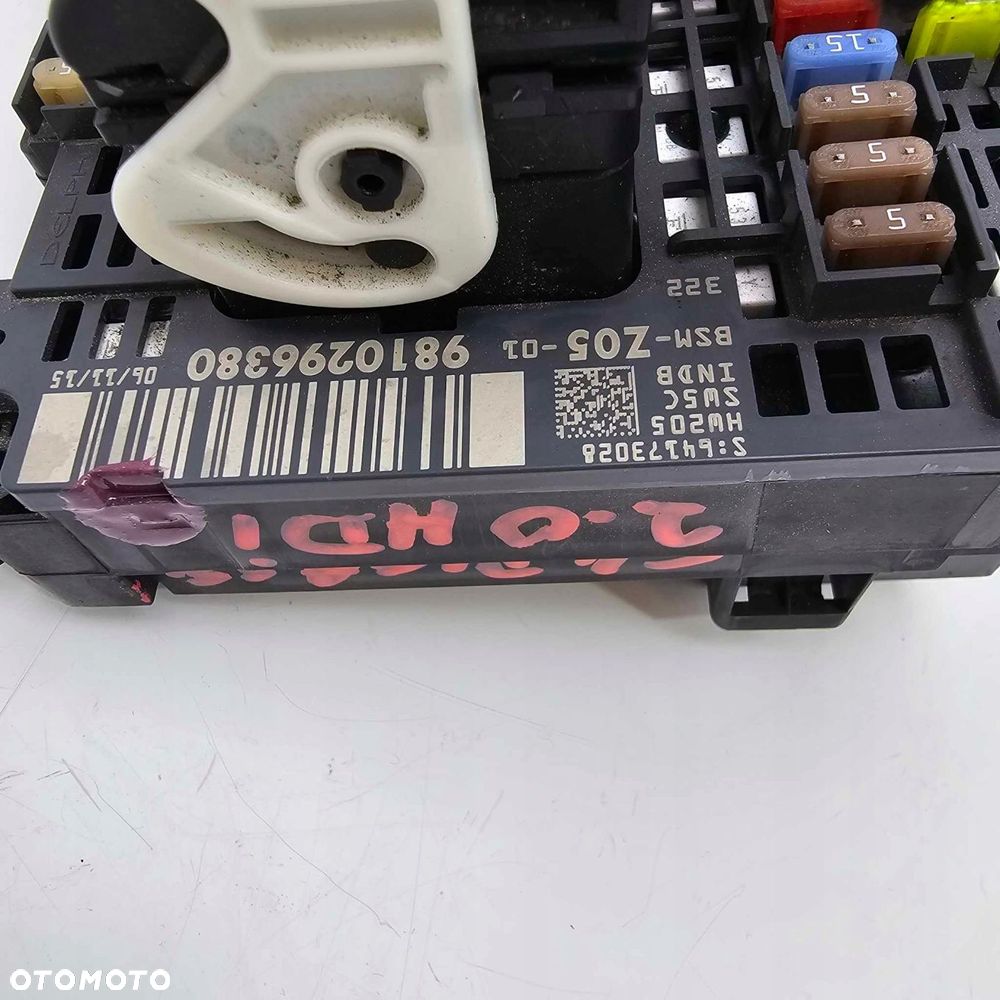 S:64173028
HW205
SW5C
INDB
BSM-Z05-01
9810296380
06/11/15
322
DELPHI
15
5
5
5
5
2.0 HDI
OTOMOTO